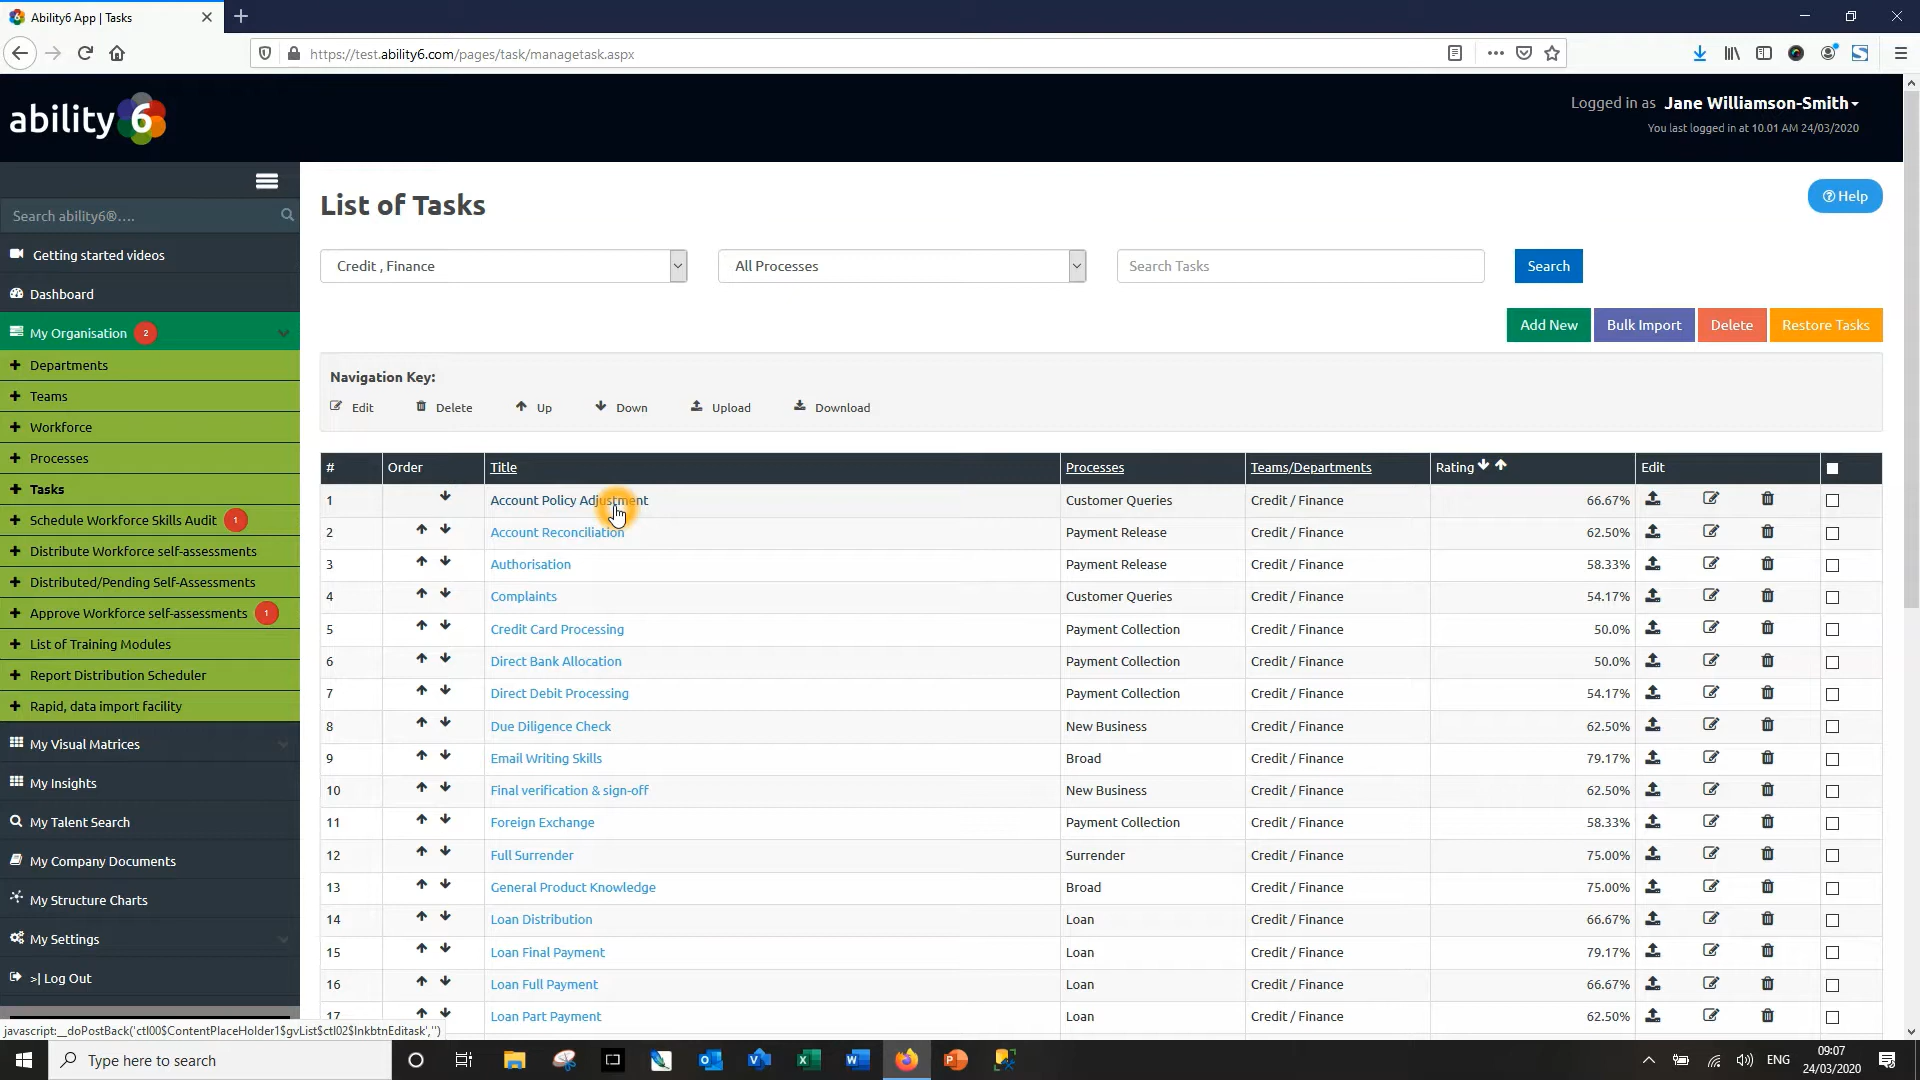 Ability6 App | Tasks
https://test.ability6.com/pages/task/managetask.aspx
ability6
Logged in as Jane Williamson-Smith
You last logged in at 10.01 AM 24/03/2020
Search ability6®....
Getting started videos
Dashboard
My Organisation 2
Departments
Teams
Workforce
Processes
Tasks
Schedule Workforce Skills Audit 1
Distribute Workforce self-assessments
Distributed/Pending Self-Assessments
Approve Workforce self-assessments 1
List of Training Modules
Report Distribution Scheduler
Rapid, data import facility
My Visual Matrices
My Insights
My Talent Search
My Company Documents
My Structure Charts
My Settings
>| Log Out
List of Tasks
Help
Credit , Finance
All Processes
Search Tasks
Search
Add New
Bulk Import
Delete
Restore Tasks
Navigation Key:
Edit Delete Up Down Upload Download
# Order Title Processes Teams/Departments Rating Edit
1 Account Policy Adjustment Customer Queries Credit / Finance 66.67%
2 Account Reconciliation Payment Release Credit / Finance 62.50%
3 Authorisation Payment Release Credit / Finance 58.33%
4 Complaints Customer Queries Credit / Finance 54.17%
5 Credit Card Processing Payment Collection Credit / Finance 50.0%
6 Direct Bank Allocation Payment Collection Credit / Finance 50.0%
7 Direct Debit Processing Payment Collection Credit / Finance 54.17%
8 Due Diligence Check New Business Credit / Finance 62.50%
9 Email Writing Skills Broad Credit / Finance 79.17%
10 Final verification & sign-off New Business Credit / Finance 62.50%
11 Foreign Exchange Payment Collection Credit / Finance 58.33%
12 Full Surrender Surrender Credit / Finance 75.00%
13 General Product Knowledge Broad Credit / Finance 75.00%
14 Loan Distribution Loan Credit / Finance 66.67%
15 Loan Final Payment Loan Credit / Finance 79.17%
16 Loan Full Payment Loan Credit / Finance 66.67%
17 Loan Part Payment Loan Credit / Finance 62.50%
javascript:__doPostBack('ctl00$ContentPlaceHolder1$gvList$ctl02$lnkbtnEditask','')
Type here to search
ENG
09:07
24/03/2020